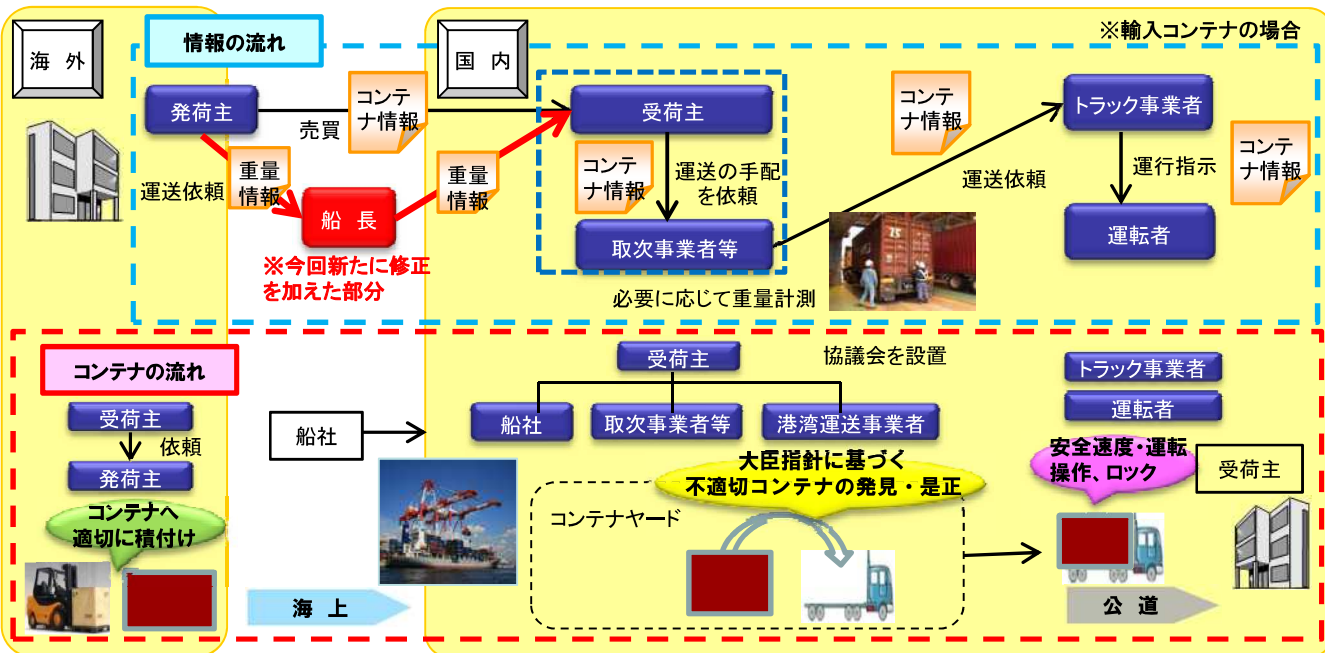 海 外
情報の流れ
国 内
※輸入コンテナの場合
発荷主
売買
コンテ
ナ情報
受荷主
コンテ
ナ情報
トラック事業者
運送依頼
重量
情報
船 長
重量
情報
※今回新たに修正
を加えた部分
コンテ
ナ情報
運送の手配
を依頼
取次事業者等
必要に応じて重量計測
運送依頼
運行指示
コンテ
ナ情報
運転者
コンテナの流れ
受荷主
依頼
発荷主
コンテナへ
適切に積付け
船社
海 上
受荷主
協議会を設置
船社
取次事業者等
港湾運送事業者
大臣指針に基づく
不適切コンテナの発見・是正
コンテナヤード
トラック事業者
運転者
安全速度・運転
操作、ロック
受荷主
公 道